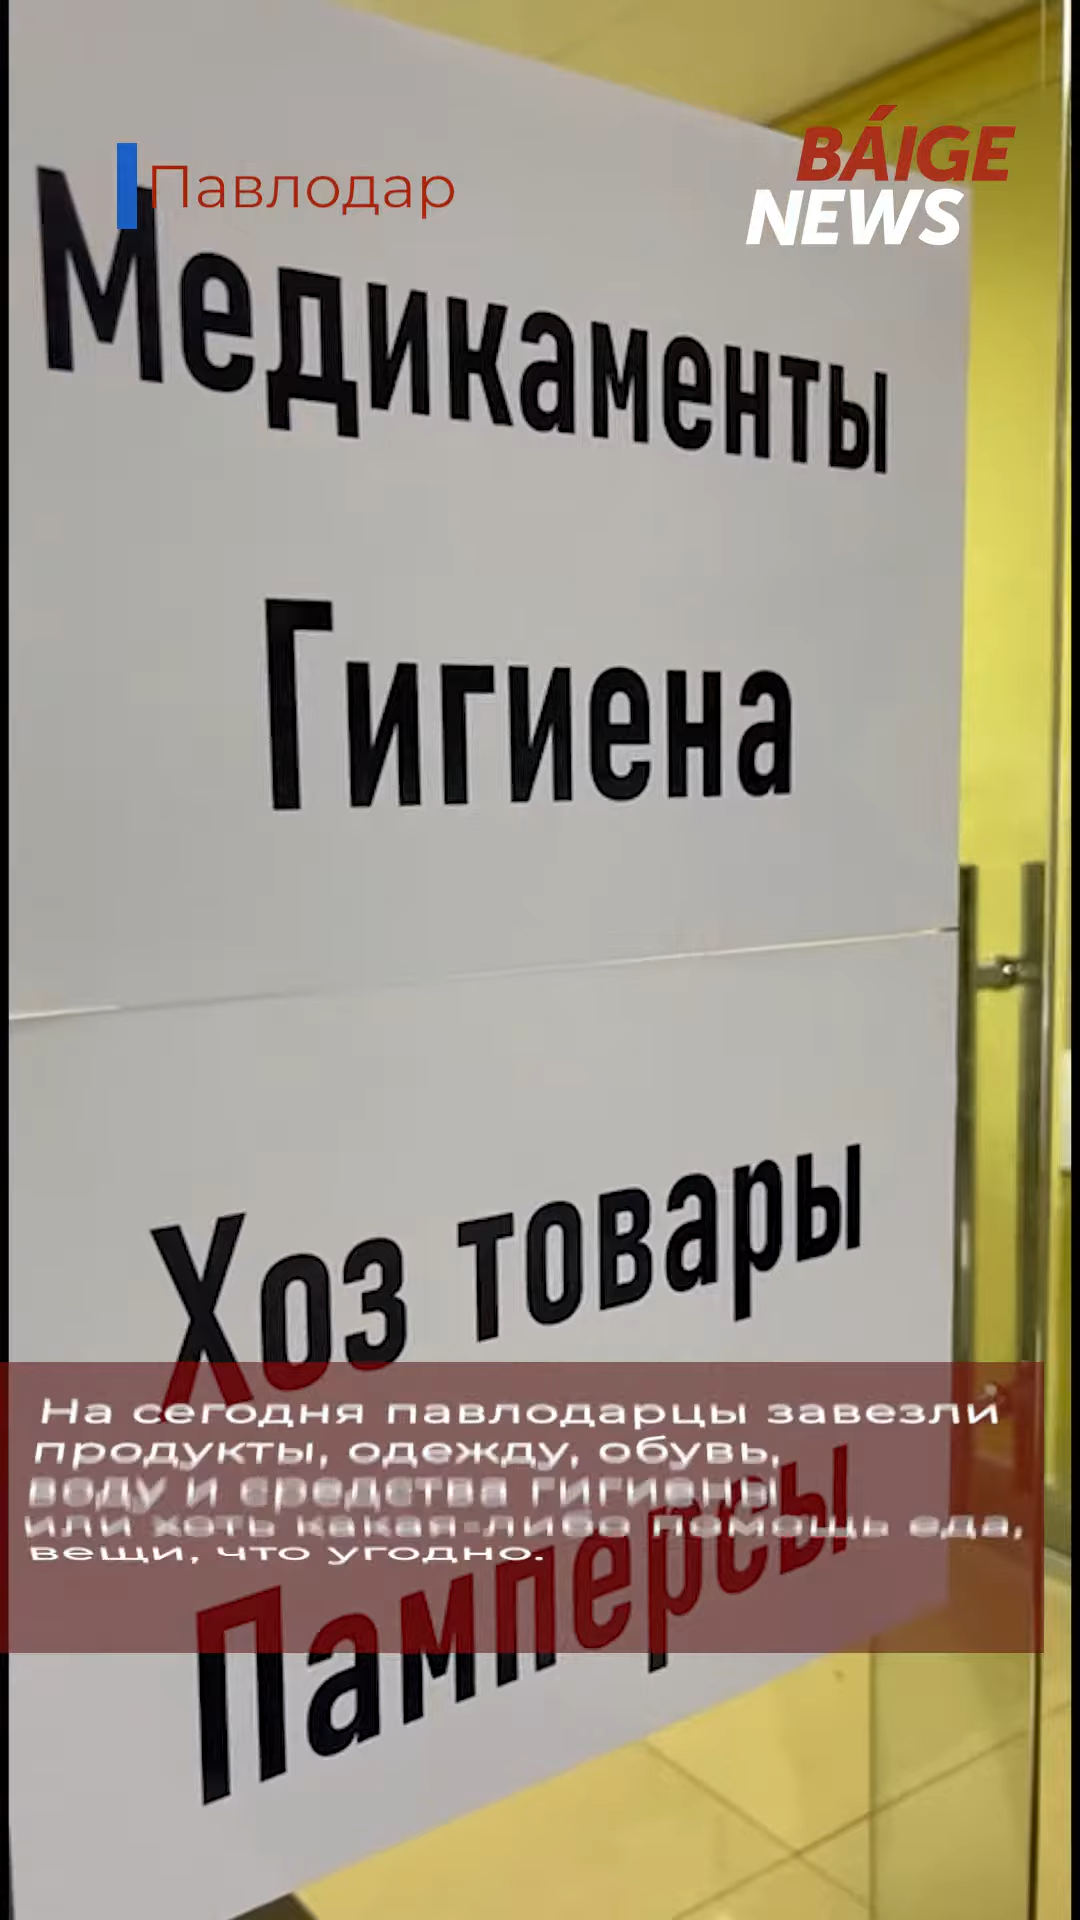 Павлодар
BÁIGE
NEWS
Медикаменты
Гигиена
Хоз товары
На сегодня павлодарцы завезли
продукты, одежду, обувь,
воду и средства гигиены
или хоть какая-либо помощь еда,
вещи, что угодно.
Памперсы